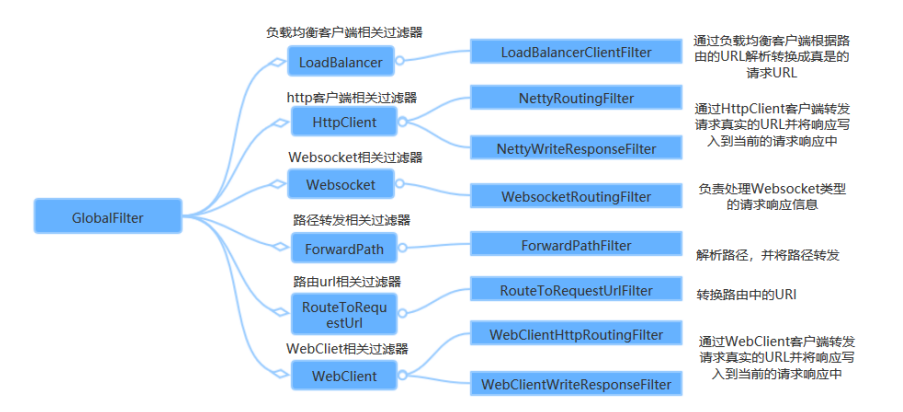 负载均衡客户端相关过滤器
LoadBalancer
LoadBalancerClientFilter
通过负载均衡客户端根据路
由的URL解析转换成真是的
请求URL
http客户端相关过滤器
HttpClient
NettyRoutingFilter
NettyWriteResponseFilter
通过HttpClient客户端转发
请求真实的URL并将响应写
入到当前的请求响应中
Websocket相关过滤器
Websocket
WebsocketRoutingFilter
负责处理Websocket类型
的请求响应信息
GlobalFilter
路径转发相关过滤器
ForwardPath
ForwardPathFilter
解析路径，并将路径转发
路由url相关过滤器
RouteToRequ
estUrl
RouteToRequestUrlFilter
转换路由中的URI
WebCliet相关过滤器
WebClient
WebClientHttpRoutingFilter
WebClientWriteResponseFilter
通过WebClient客户端转发
请求真实的URL并将响应写
入到当前的请求响应中